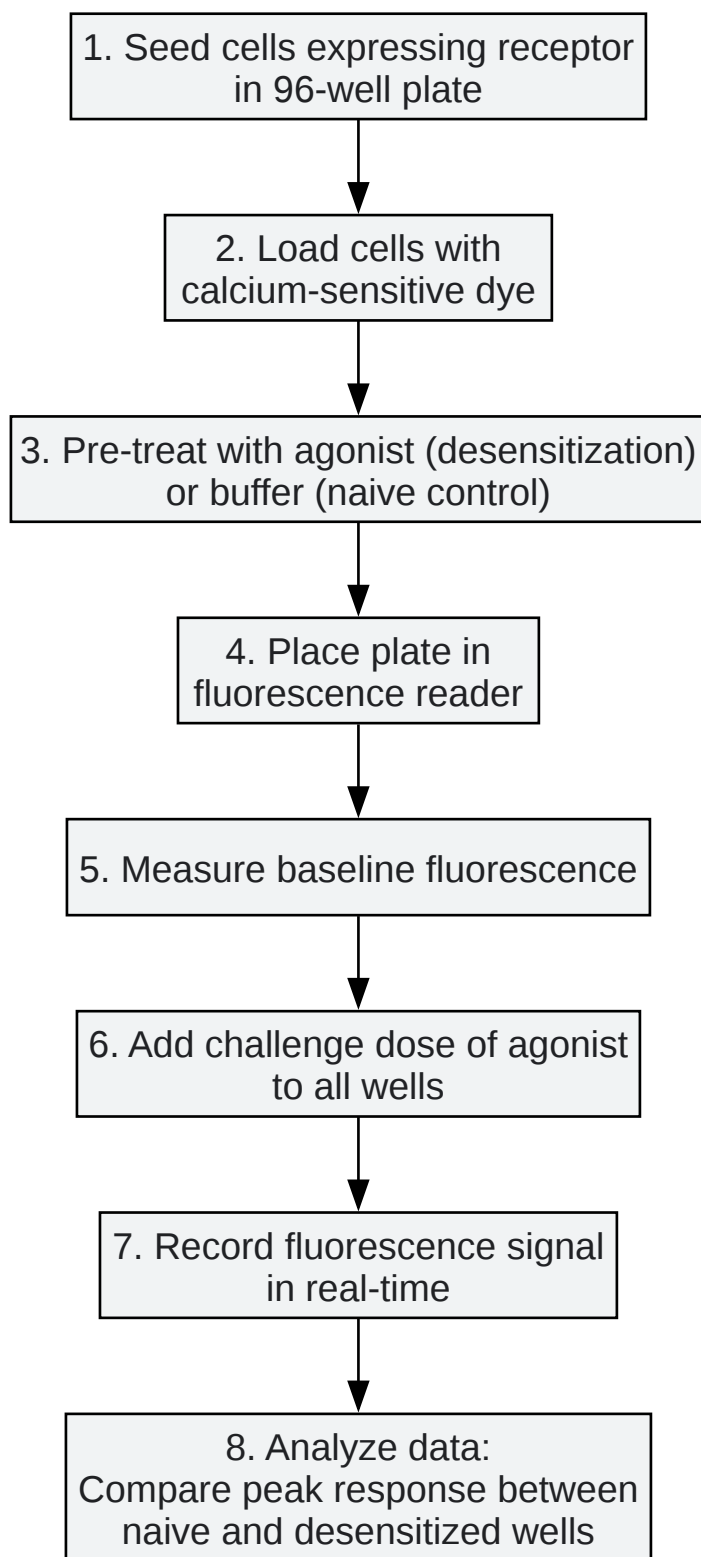 1. Seed cells expressing receptor
in 96-well plate
2. Load cells with
calcium-sensitive dye
3. Pre-treat with agonist (desensitization)
or buffer (naive control)
4. Place plate in
fluorescence reader
5. Measure baseline fluorescence
6. Add challenge dose of agonist
to all wells
7. Record fluorescence signal
in real-time
8. Analyze data:
Compare peak response between
naive and desensitized wells